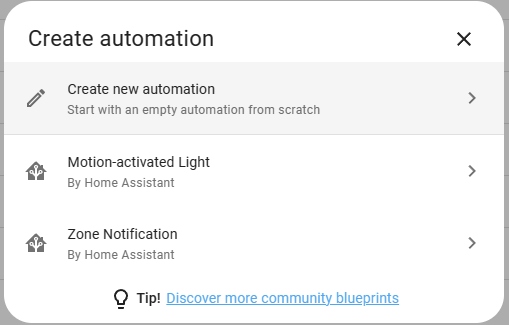 Create automation
Create new automation
Start with an empty automation from scratch
Motion-activated Light
By Home Assistant
Zone Notification
By Home Assistant
Tip! Discover more community blueprints